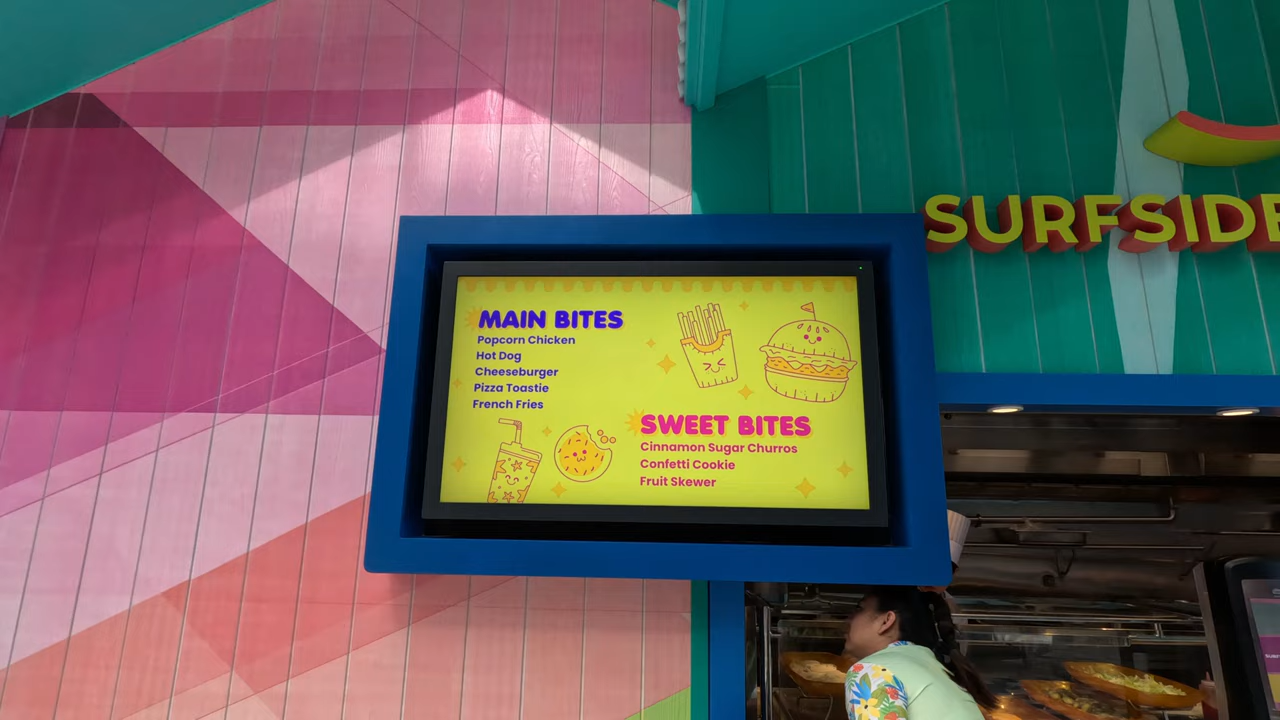 MAIN BITES
Popcorn Chicken
Hot Dog
Cheeseburger
Pizza Toastie
French Fries
SWEET BITES
Cinnamon Sugar Churros
Confetti Cookie
Fruit Skewer
SURFSIDE